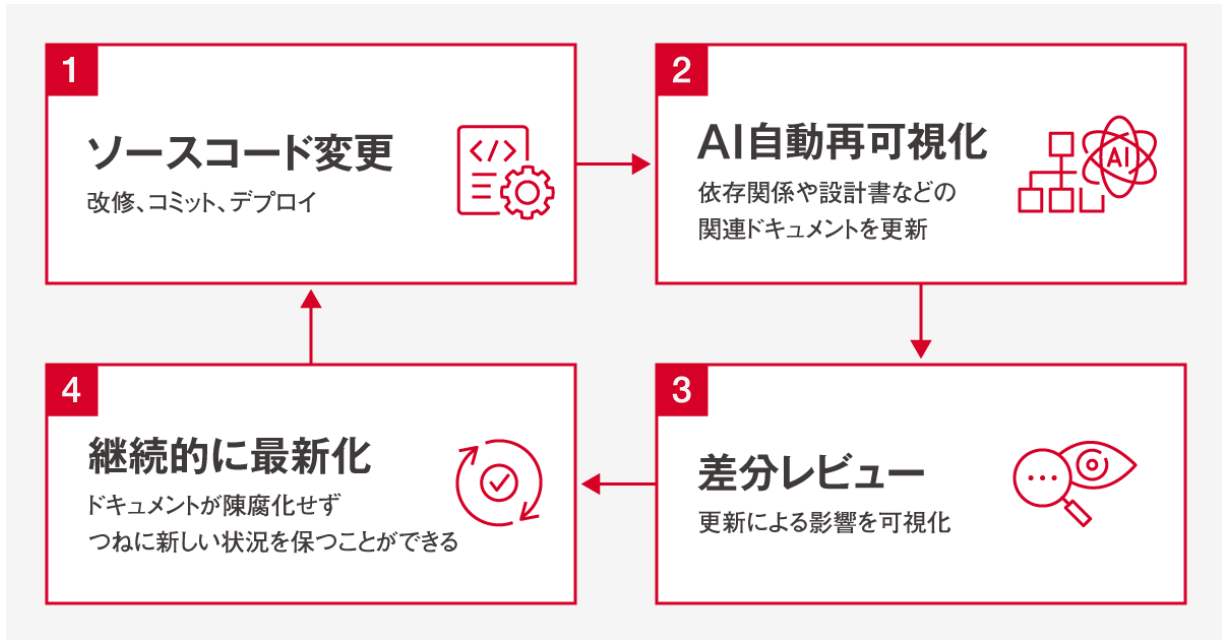 1
ソースコード変更
改修、コミット、デプロイ
</>
2
AI自動再可視化
依存関係や設計書などの
関連ドキュメントを更新
AI
3
差分レビュー
更新による影響を可視化
4
継続的に最新化
ドキュメントが陳腐化せず
つねに新しい状況を保つことができる